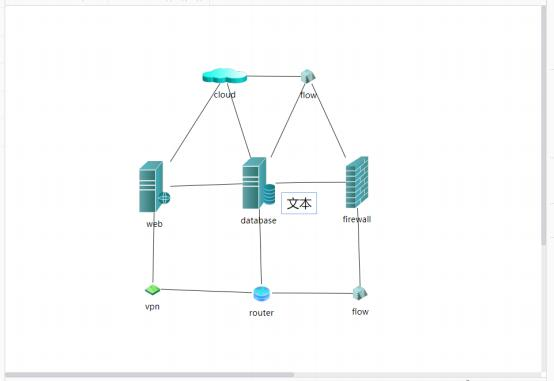 cloud
flow
web
database
文本
firewall
vpn
router
flow